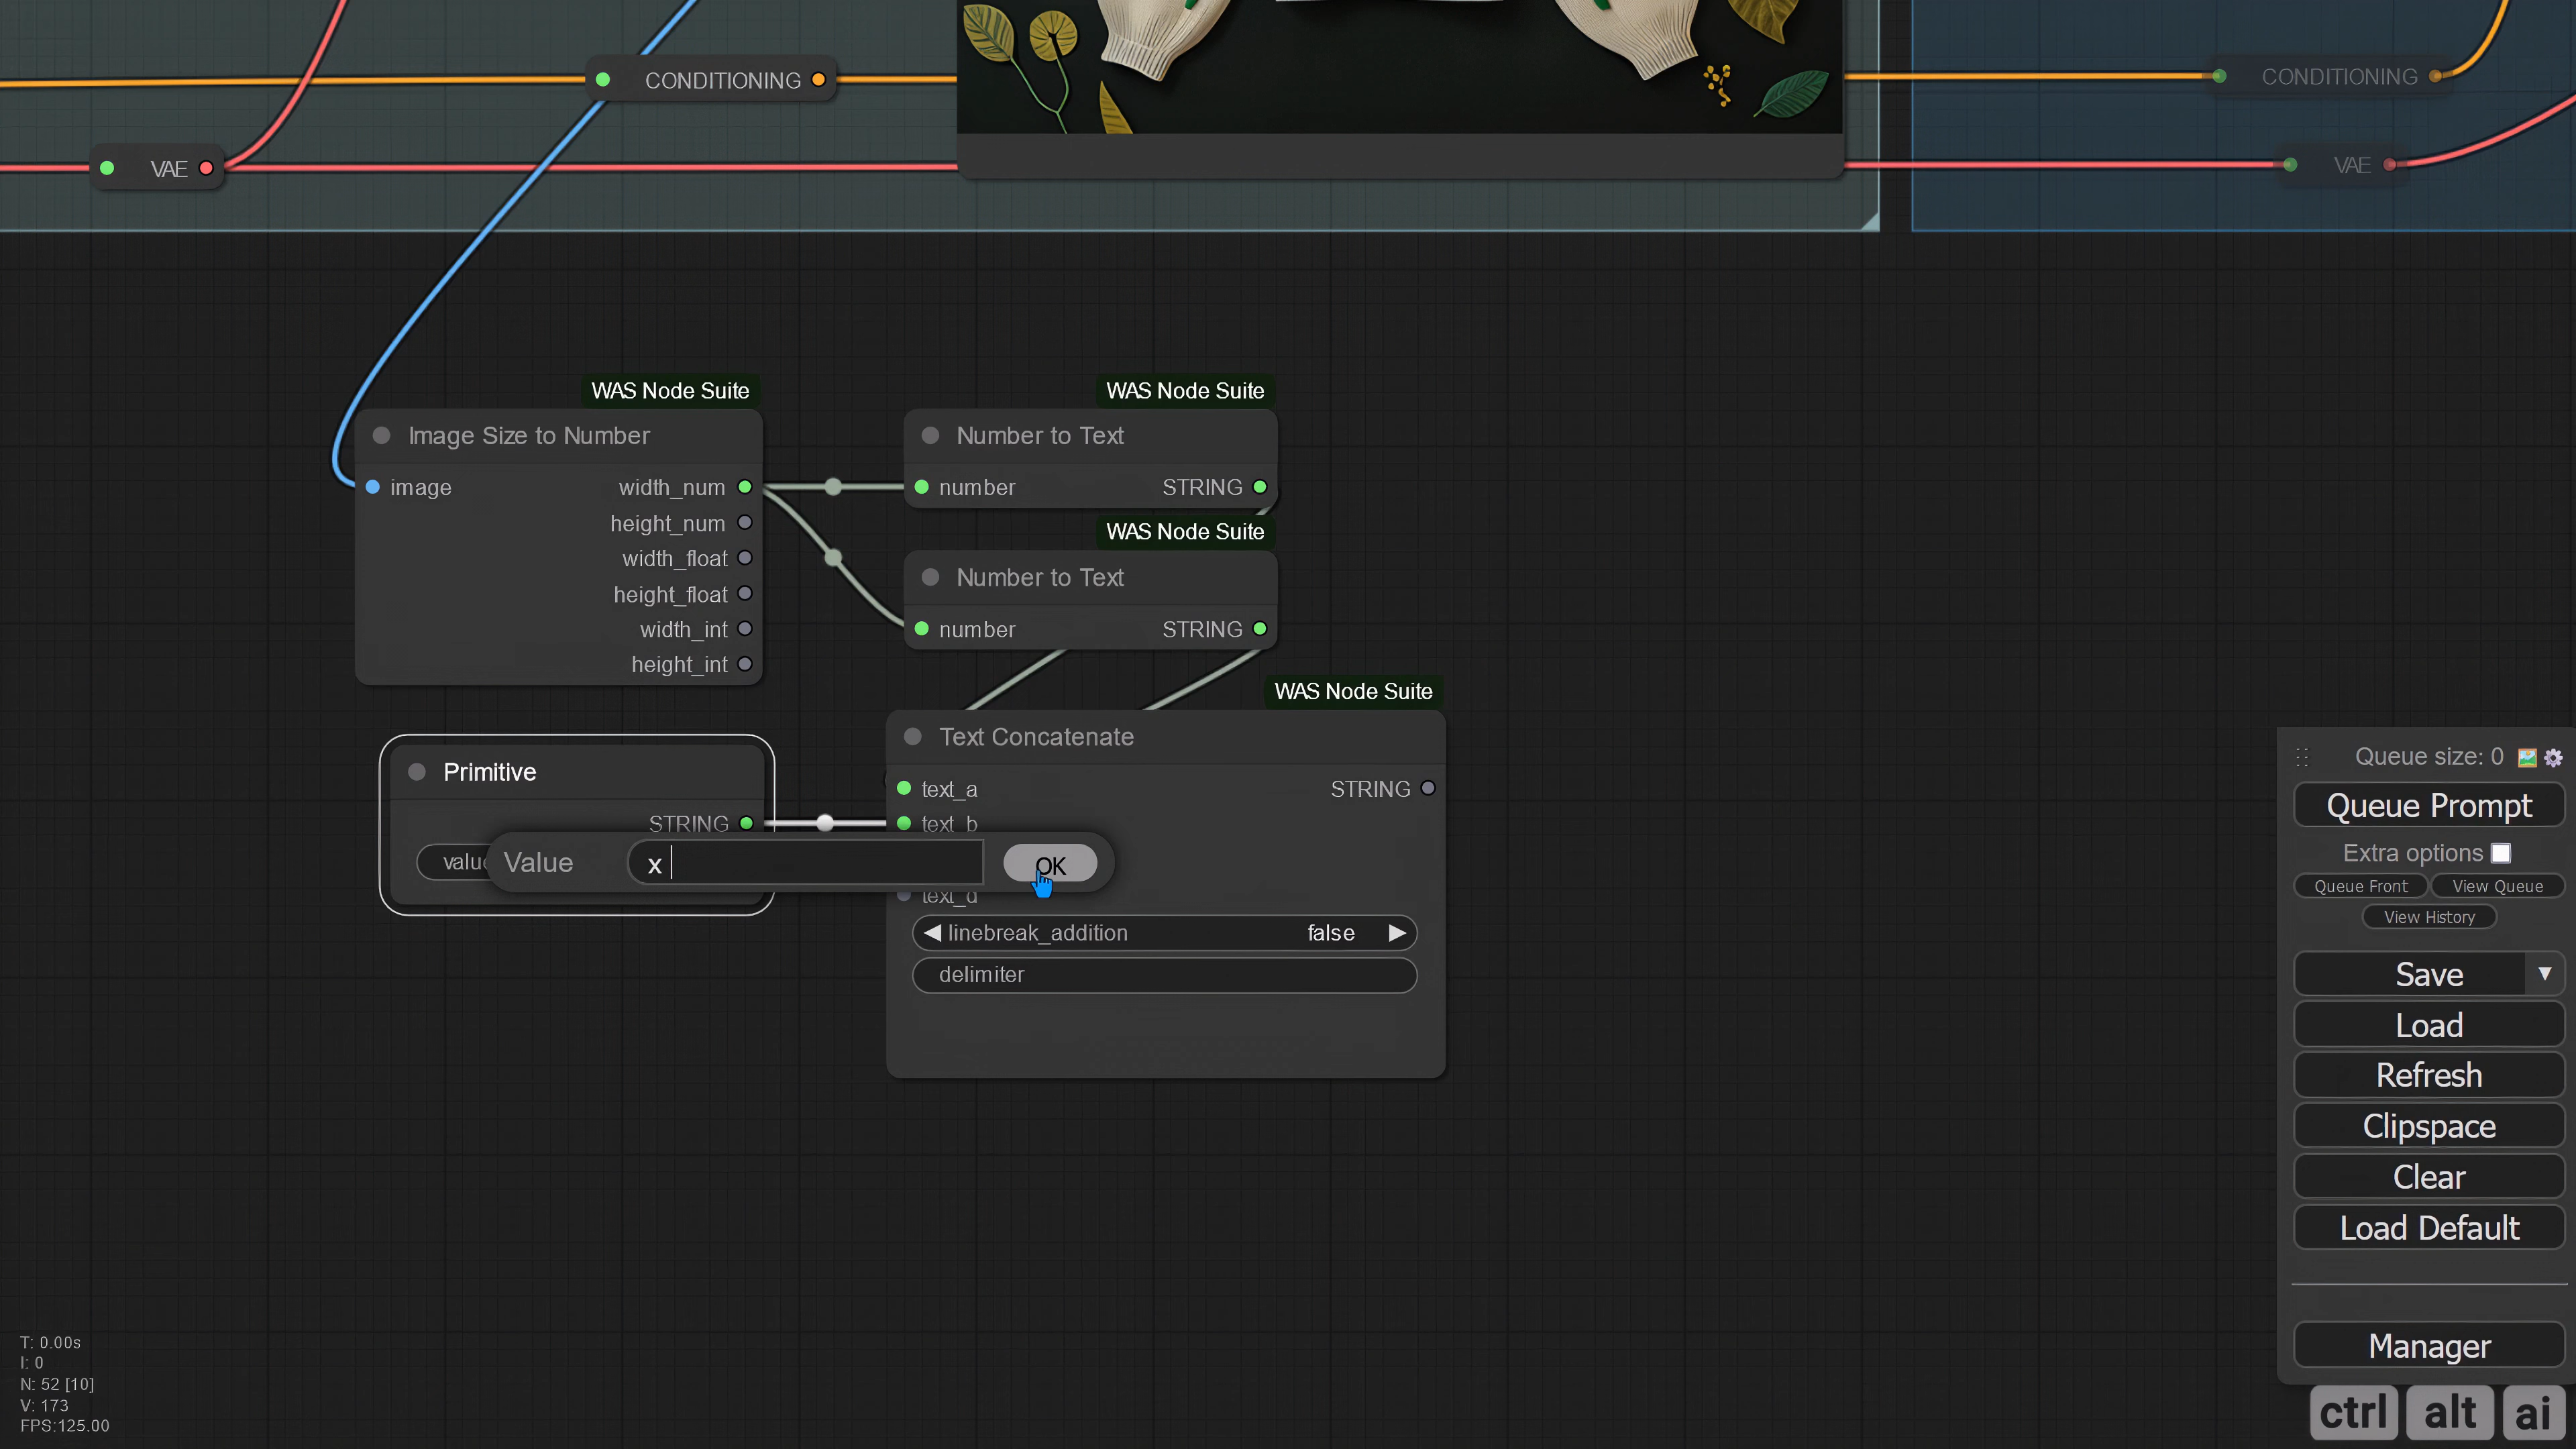 CONDITIONING
CONDITIONING
VAE
VAE
WAS Node Suite
Image Size to Number
image
width_num
height_num
width_float
height_float
width_int
height_int
WAS Node Suite
Number to Text
number STRING
WAS Node Suite
Number to Text
number STRING
Primitive
STRING
Value
x
OK
WAS Node Suite
Text Concatenate
text_a STRING
text_b
text_d
linebreak_addition false
delimiter
Queue size: 0
Queue Prompt
Extra options
Queue Front View Queue
View History
Save
Load
Refresh
Clipspace
Clear
Load Default
Manager
T: 0.00s
I: 0
N: 52 [10]
V: 173
FPS:125.00
ctrl alt ai